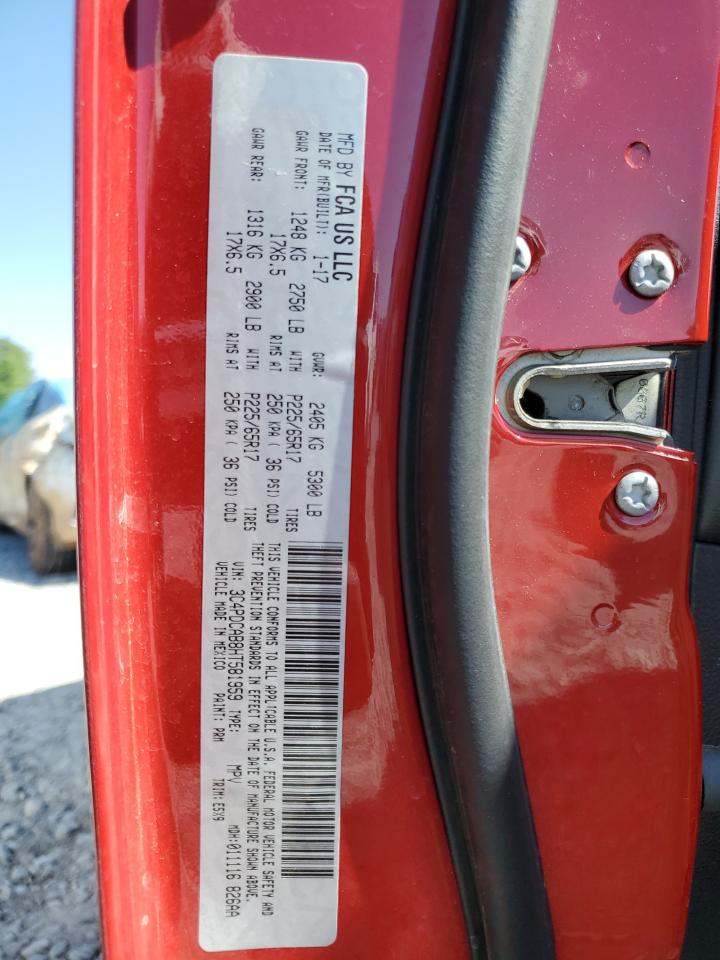 MFD BY FCA US LLC
DATE OF MFR(BUILT): 1-17 GVWR: 2405 KG 5300 LB
GAWR FRONT: 1248 KG 2750 LB WITH P225/65R17 TIRES
17X6.5 RIMS AT 250 KPA ( 36 PSI) COLD
GAWR REAR: 1316 KG 2900 LB WITH P225/65R17 TIRES
17X6.5 RIMS AT 250 KPA ( 36 PSI) COLD
THIS VEHICLE CONFORMS TO ALL APPLICABLE U.S.A. FEDERAL MOTOR VEHICLE SAFETY AND
THEFT PREVENTION STANDARDS IN EFFECT ON THE DATE OF MANUFACTURE SHOWN ABOVE.
VIN: 3C4PDCAB8HT581959 TYPE: MPV MDH:011116 826AA
VEHICLE MADE IN MEXICO PAINT: PRM TRIM: E5X9